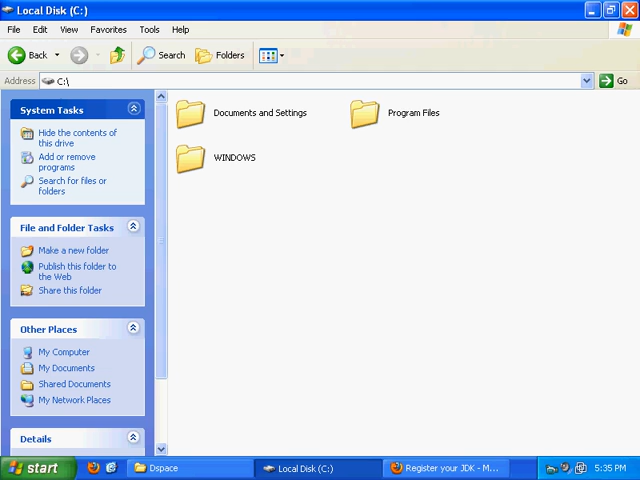 Local Disk (C:)
File Edit View Favorites Tools Help
Back Search Folders
Address C:\ Go
System Tasks
Hide the contents of
this drive
Add or remove
programs
Search for files or
folders
File and Folder Tasks
Make a new folder
Publish this folder to
the Web
Share this folder
Other Places
My Computer
My Documents
Shared Documents
My Network Places
Details
Documents and Settings Program Files
WINDOWS
start Dspace Local Disk (C:) Register your JDK - M... 5:35 PM